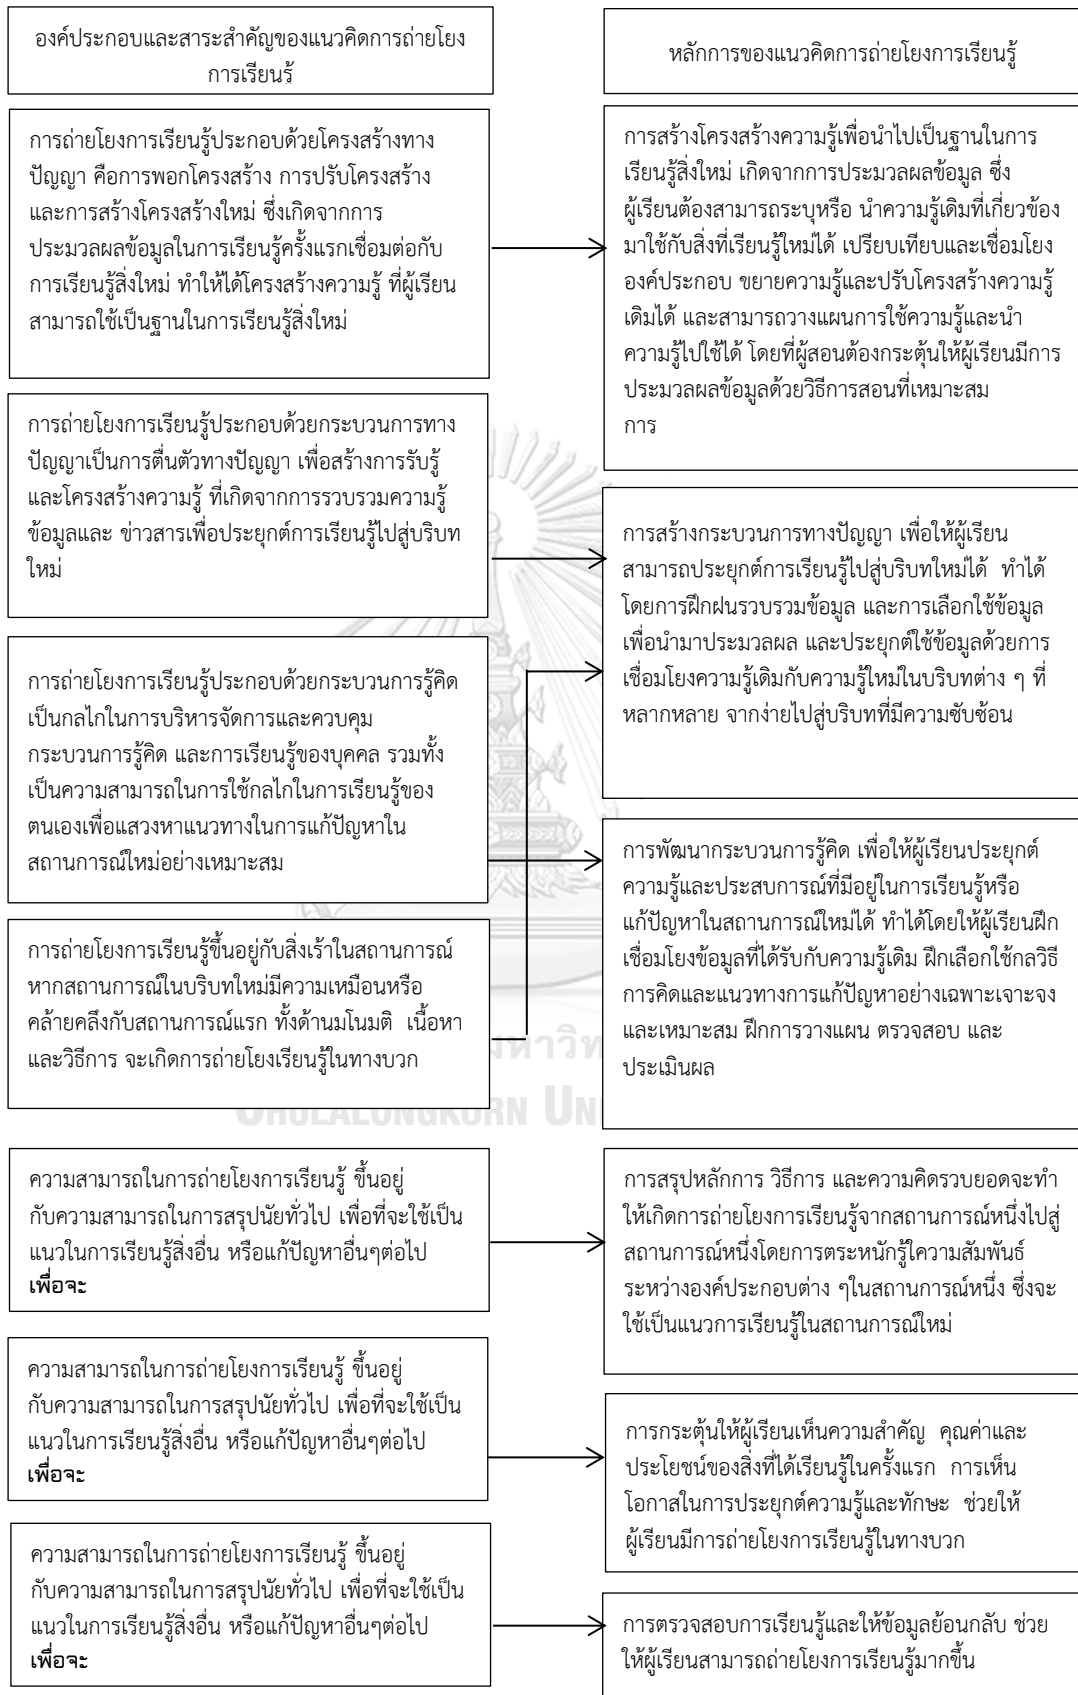 องค์ประกอบและสาระสำคัญของแนวคิดการถ่ายโยง
การเรียนรู้
หลักการของแนวคิดการถ่ายโยงการเรียนรู้
การถ่ายโยงการเรียนรู้ประกอบด้วยโครงสร้างทาง
ปัญญา คือการพอกโครงสร้าง การปรับโครงสร้าง
และการสร้างโครงสร้างใหม่ ซึ่งเกิดจากการ
ประมวลผลข้อมูลในการเรียนรู้ครั้งแรกเชื่อมต่อกับ
การเรียนรู้สิ่งใหม่ ทำให้ได้โครงสร้างความรู้ ที่ผู้เรียน
สามารถใช้เป็นฐานในการเรียนรู้สิ่งใหม่
การสร้างโครงสร้างความรู้เพื่อนำไปเป็นฐานในการ
เรียนรู้สิ่งใหม่ เกิดจากการประมวลผลข้อมูล ซึ่ง
ผู้เรียนต้องสามารถระบุหรือ นำความรู้เดิมที่เกี่ยวข้อง
มาใช้กับสิ่งที่เรียนรู้ใหม่ได้ เปรียบเทียบและเชื่อมโยง
องค์ประกอบ ขยายความรู้และปรับโครงสร้างความรู้
เดิมได้ และสามารถวางแผนการใช้ความรู้และนำ
ความรู้ไปใช้ได้ โดยที่ผู้สอนต้องกระตุ้นให้ผู้เรียนมีการ
ประมวลผลข้อมูลด้วยวิธีการสอนที่เหมาะสม
การ
การถ่ายโยงการเรียนรู้ประกอบด้วยกระบวนการทาง
ปัญญาเป็นการตื่นตัวทางปัญญา เพื่อสร้างการรับรู้
และโครงสร้างความรู้ ที่เกิดจากการรวบรวมความรู้
ข้อมูลและ ข่าวสารเพื่อประยุกต์การเรียนรู้ไปสู่บริบท
ใหม่
การสร้างกระบวนการทางปัญญา เพื่อให้ผู้เรียน
สามารถประยุกต์การเรียนรู้ไปสู่บริบทใหม่ได้ ทำได้
โดยการฝึกฝนรวบรวมข้อมูล และการเลือกใช้ข้อมูล
เพื่อนำมาประมวลผล และประยุกต์ใช้ข้อมูลด้วยการ
เชื่อมโยงความรู้เดิมกับความรู้ใหม่ในบริบทต่าง ๆ ที่
หลากหลาย จากง่ายไปสู่บริบทที่มีความซับซ้อน
การถ่ายโยงการเรียนรู้ประกอบด้วยกระบวนการรู้คิด
เป็นกลไกในการบริหารจัดการและควบคุม
กระบวนการรู้คิด และการเรียนรู้ของบุคคล รวมทั้ง
เป็นความสามารถในการใช้กลไกในการเรียนรู้ของ
ตนเองเพื่อแสวงหาแนวทางในการแก้ปัญหาใน
สถานการณ์ใหม่อย่างเหมาะสม
การพัฒนากระบวนการรู้คิด เพื่อให้ผู้เรียนประยุกต์
ความรู้และประสบการณ์ที่มีอยู่ในการเรียนรู้หรือ
แก้ปัญหาในสถานการณ์ใหม่ได้ ทำได้โดยให้ผู้เรียนฝึก
เชื่อมโยงข้อมูลที่ได้รับกับความรู้เดิม ฝึกเลือกใช้กลวิธี
การคิดและแนวทางการแก้ปัญหาอย่างเฉพาะเจาะจง
และเหมาะสม ฝึกการวางแผน ตรวจสอบ และ
ประเมินผล
การถ่ายโยงการเรียนรู้ขึ้นอยู่กับสิ่งเร้าในสถานการณ์
หากสถานการณ์ในบริบทใหม่มีความเหมือนหรือ
คล้ายคลึงกับสถานการณ์แรก ทั้งด้านมโนมติ เนื้อหา
และวิธีการ จะเกิดการถ่ายโยงเรียนรู้ในทางบวก
ความสามารถในการถ่ายโยงการเรียนรู้ ขึ้นอยู่
กับความสามารถในการสรุปนัยทั่วไป เพื่อที่จะใช้เป็น
แนวในการเรียนรู้สิ่งอื่น หรือแก้ปัญหาอื่นๆต่อไป
เพื่อจะ
การสรุปหลักการ วิธีการ และความคิดรวบยอดจะทำ
ให้เกิดการถ่ายโยงการเรียนรู้จากสถานการณ์หนึ่งไปสู่
สถานการณ์หนึ่งโดยการตระหนักรู้ใความสัมพันธ์
ระหว่างองค์ประกอบต่าง ๆในสถานการณ์หนึ่ง ซึ่งจะ
ใช้เป็นแนวการเรียนรู้ในสถานการณ์ใหม่
ความสามารถในการถ่ายโยงการเรียนรู้ ขึ้นอยู่
กับความสามารถในการสรุปนัยทั่วไป เพื่อที่จะใช้เป็น
แนวในการเรียนรู้สิ่งอื่น หรือแก้ปัญหาอื่นๆต่อไป
เพื่อจะ
การกระตุ้นให้ผู้เรียนเห็นความสำคัญ คุณค่าและ
ประโยชน์ของสิ่งที่ได้เรียนรู้ในครั้งแรก การเห็น
โอกาสในการประยุกต์ความรู้และทักษะ ช่วยให้
ผู้เรียนมีการถ่ายโยงการเรียนรู้ในทางบวก
ความสามารถในการถ่ายโยงการเรียนรู้ ขึ้นอยู่
กับความสามารถในการสรุปนัยทั่วไป เพื่อที่จะใช้เป็น
แนวในการเรียนรู้สิ่งอื่น หรือแก้ปัญหาอื่นๆต่อไป
เพื่อจะ
การตรวจสอบการเรียนรู้และให้ข้อมูลย้อนกลับ ช่วย
ให้ผู้เรียนสามารถถ่ายโยงการเรียนรู้มากขึ้น